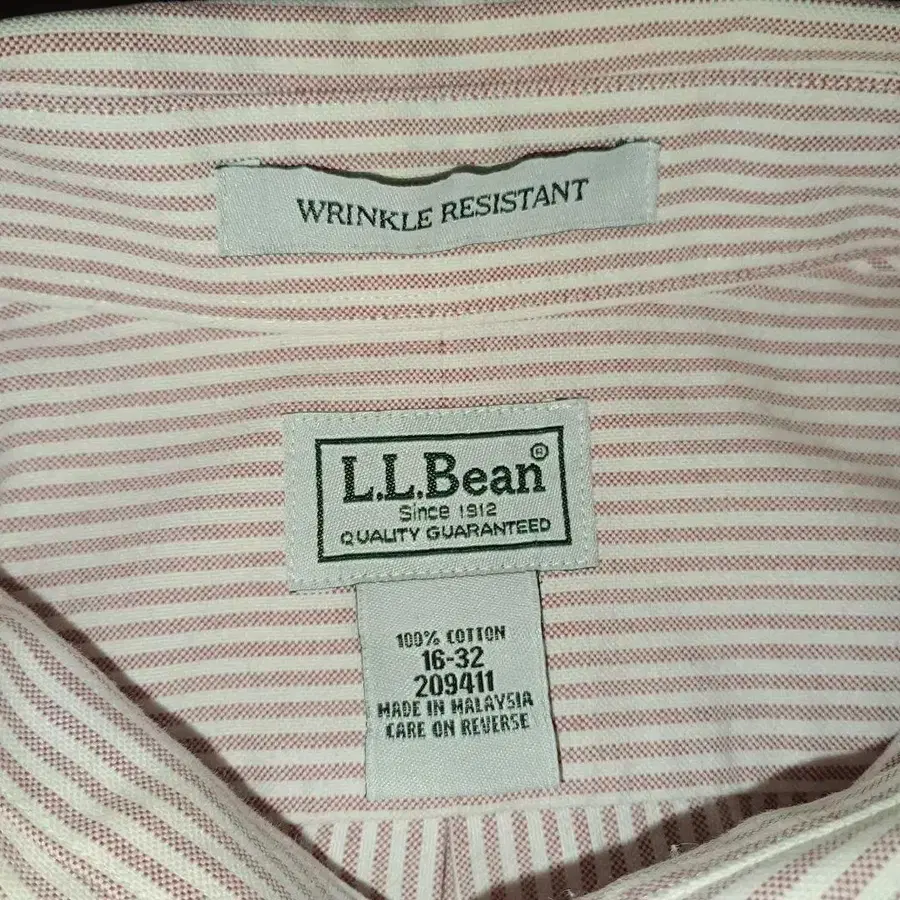 WRINKLE RESISTANT
L.L.Bean®
Since 1912
QUALITY GUARANTEED
100% COTTON
16-32
209411
MADE IN MALAYSIA
CARE ON REVERSE